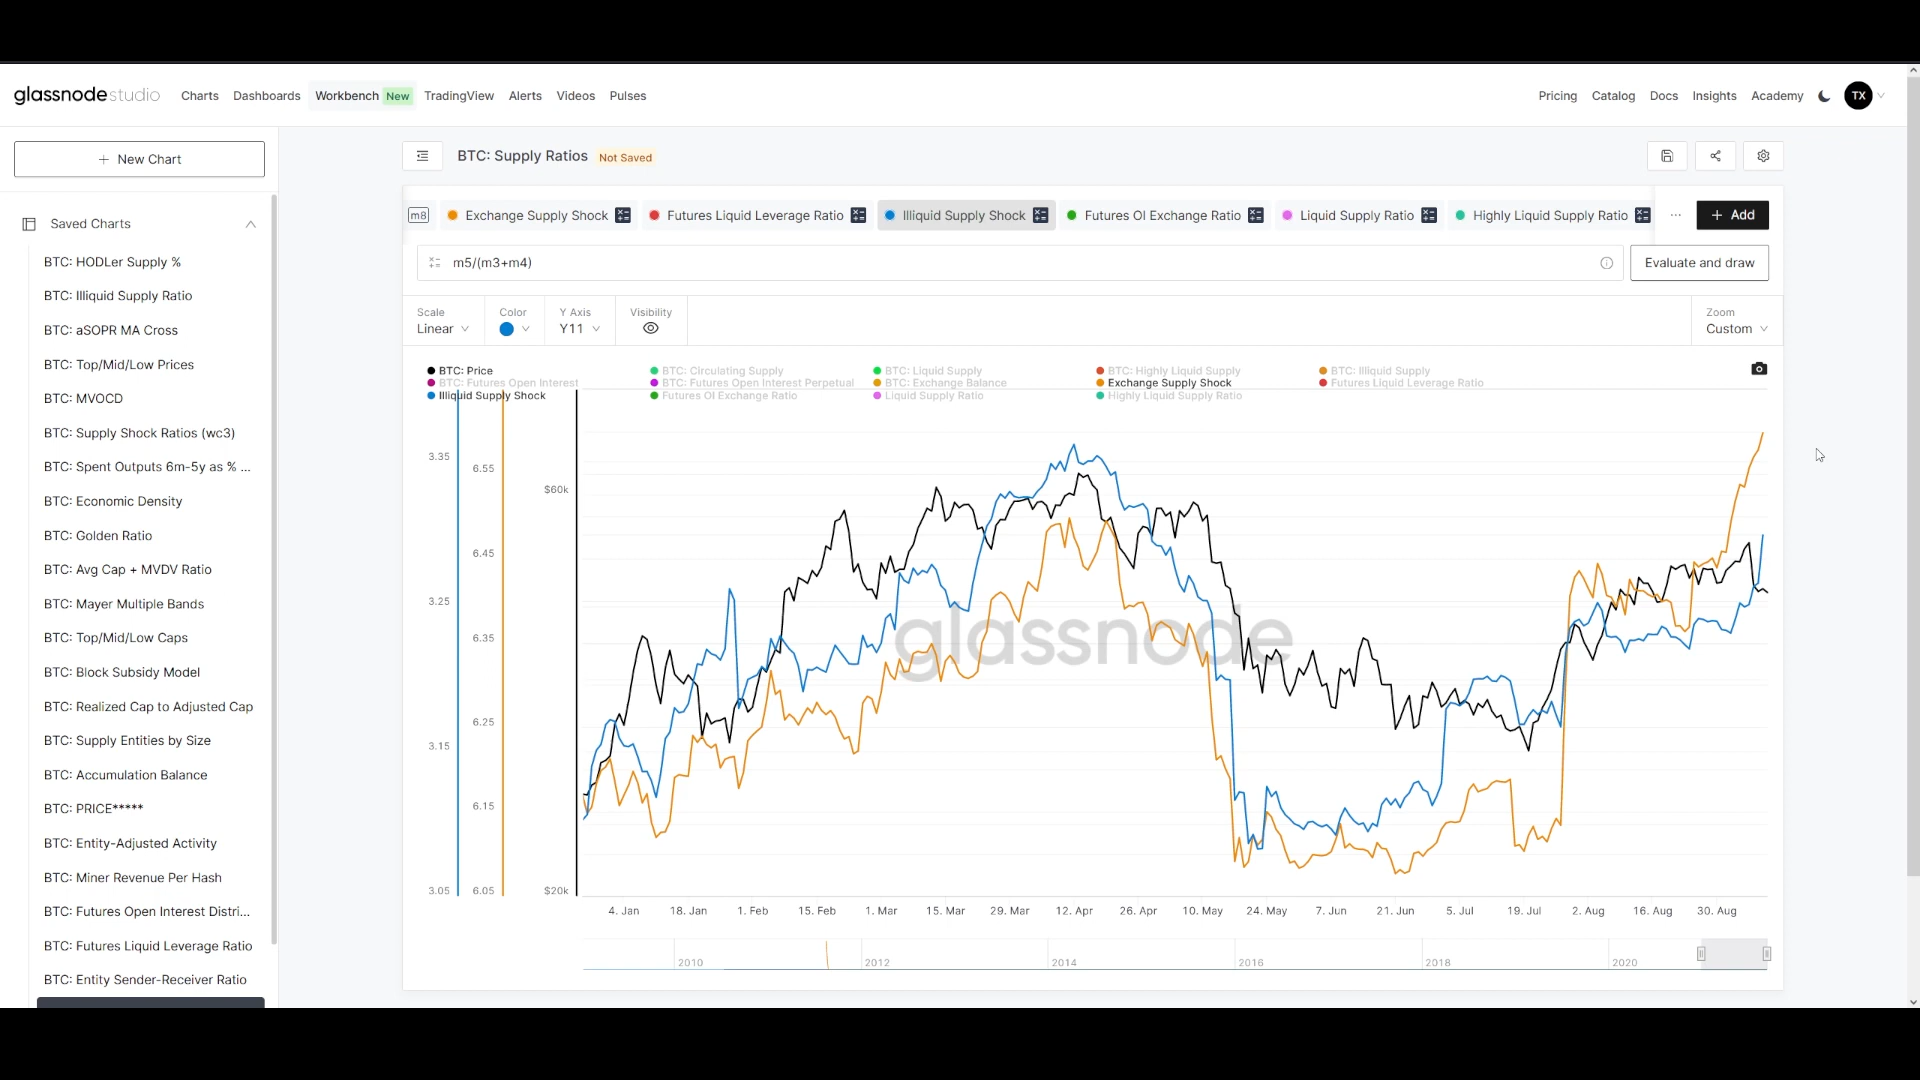 glassnodestudio Charts Dashboards Workbench New TradingView Alerts Videos Pulses Pricing Catalog Docs Insights Academy TX
+ New Chart
BTC: Supply Ratios Not Saved
m8 Exchange Supply Shock Futures Liquid Leverage Ratio Illiquid Supply Shock Futures OI Exchange Ratio Liquid Supply Ratio Highly Liquid Supply Ratio ... + Add
m5/(m3+m4) Evaluate and draw
Scale Color Y Axis Visibility Zoom
Linear Y11 Custom
BTC: Price BTC: Circulating Supply BTC: Liquid Supply BTC: Highly Liquid Supply BTC: Illiquid Supply
BTC: Futures Open Interest BTC: Futures Open Interest Perpetual BTC: Exchange Balance Exchange Supply Shock Futures Liquid Leverage Ratio
Illiquid Supply Shock Futures OI Exchange Ratio Liquid Supply Ratio Highly Liquid Supply Ratio
Saved Charts
BTC: HODLer Supply %
BTC: Illiquid Supply Ratio
BTC: aSOPR MA Cross
BTC: Top/Mid/Low Prices
BTC: MVOCD
BTC: Supply Shock Ratios (wc3)
BTC: Spent Outputs 6m-5y as % ...
BTC: Economic Density
BTC: Golden Ratio
BTC: Avg Cap + MVDV Ratio
BTC: Mayer Multiple Bands
BTC: Top/Mid/Low Caps
BTC: Block Subsidy Model
BTC: Realized Cap to Adjusted Cap
BTC: Supply Entities by Size
BTC: Accumulation Balance
BTC: PRICE*****
BTC: Entity-Adjusted Activity
BTC: Miner Revenue Per Hash
BTC: Futures Open Interest Distri...
BTC: Futures Liquid Leverage Ratio
BTC: Entity Sender-Receiver Ratio
3.35
3.25
3.15
3.05
6.55
6.45
6.35
6.25
6.15
6.05
$60k
$20k
glassnode
4. Jan 18. Jan 1. Feb 15. Feb 1. Mar 15. Mar 29. Mar 12. Apr 26. Apr 10. May 24. May 7. Jun 21. Jun 5. Jul 19. Jul 2. Aug 16. Aug 30. Aug
2010 2012 2014 2016 2018 2020